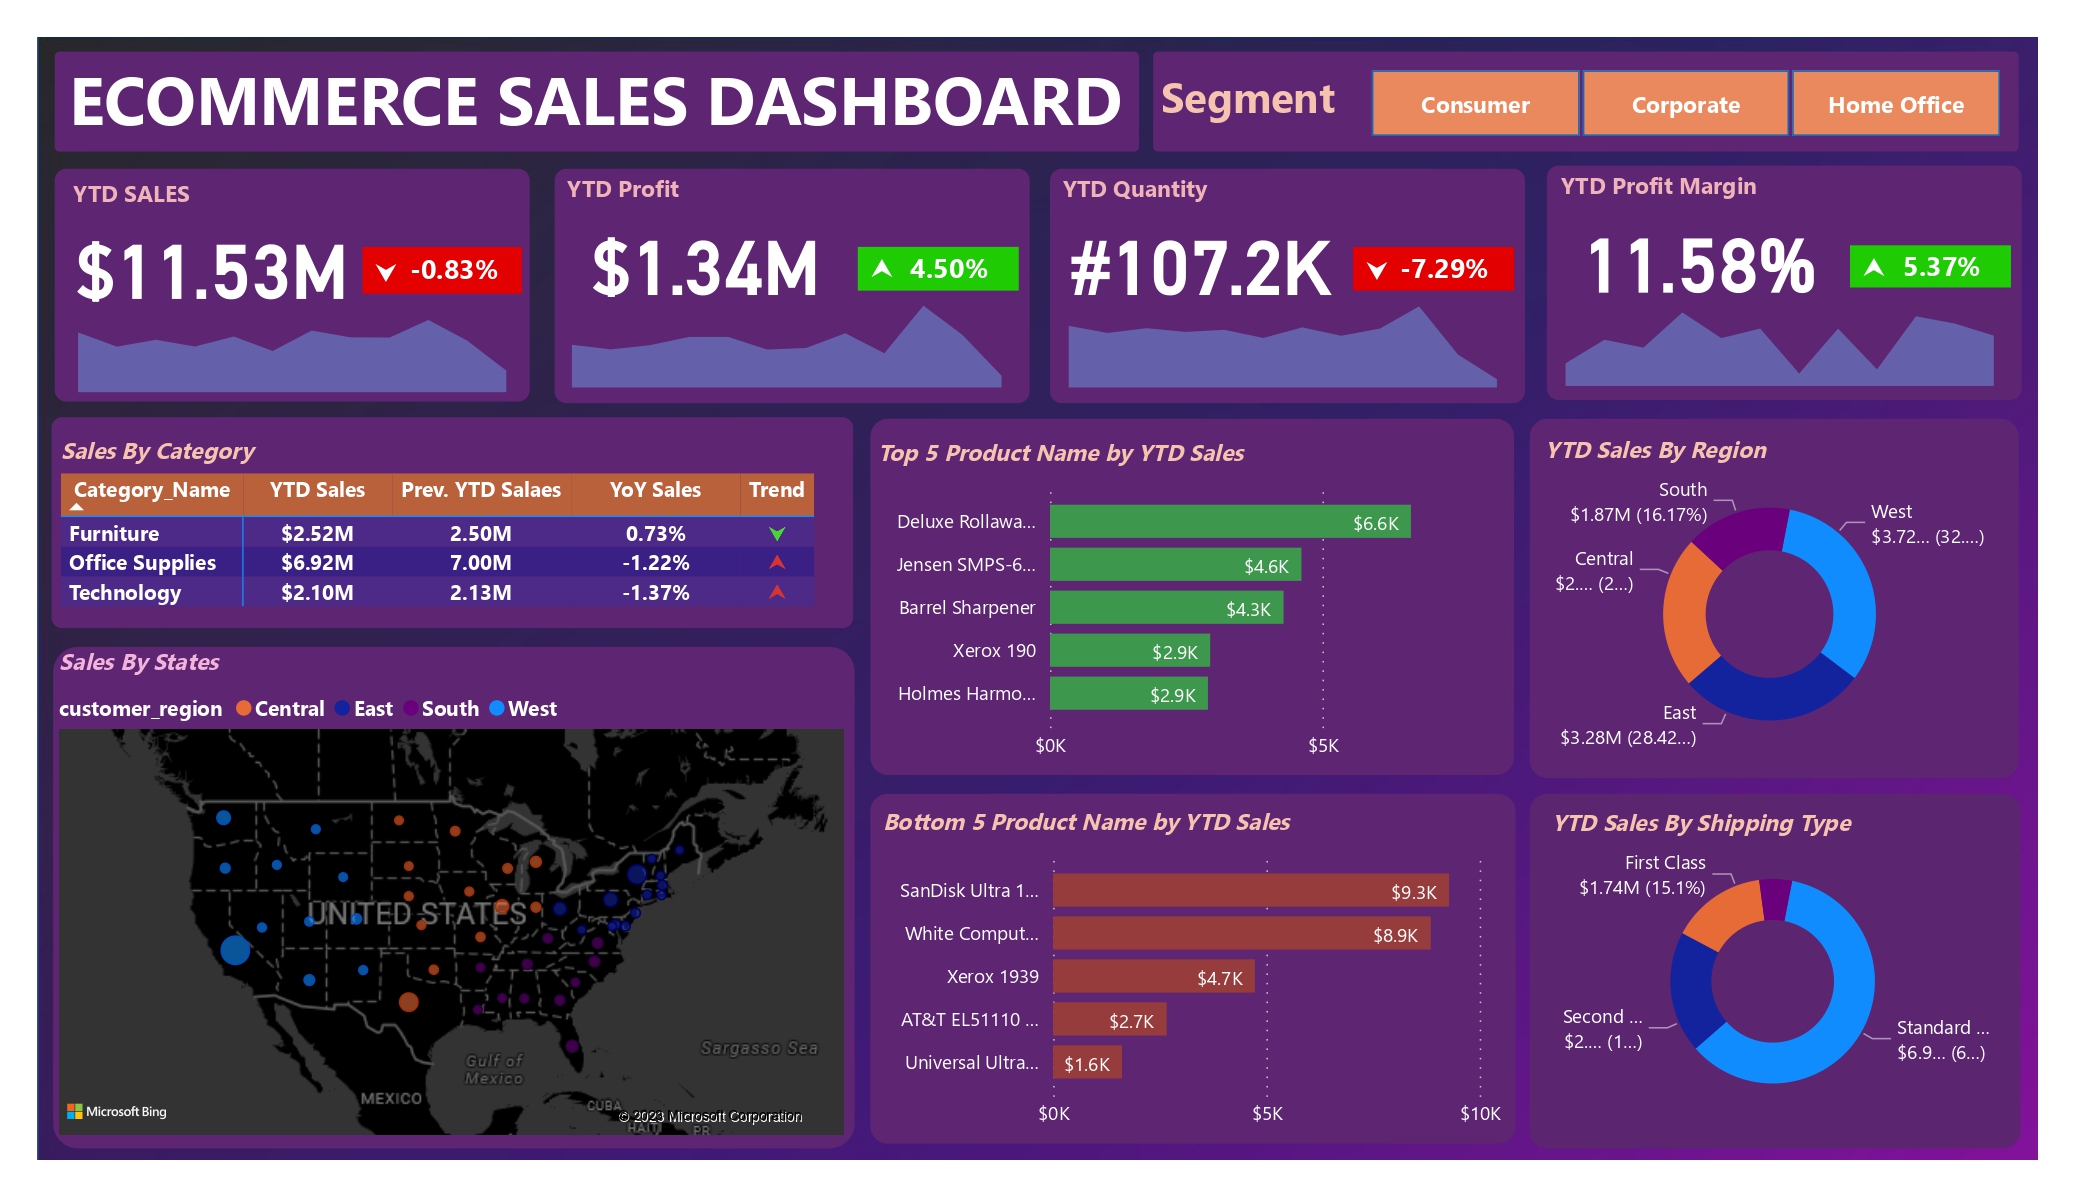 ECOMMERCE SALES DASHBOARD
Segment
Consumer
Corporate
Home Office
YTD SALES
$11.53M
-0.83%
YTD Profit
$1.34M
4.50%
YTD Quantity
#107.2K
-7.29%
YTD Profit Margin
11.58%
5.37%
Sales By Category
Category_Name YTD Sales Prev. YTD Salaes YoY Sales Trend
Furniture $2.52M 2.50M 0.73%
Office Supplies $6.92M 7.00M -1.22%
Technology $2.10M 2.13M -1.37%
Sales By States
customer_region Central East South West
UNITED STATES
Gulf of
Mexico
Sargasso Sea
MEXICO
CUBA
HAITI
PR
Microsoft Bing
© 2023 Microsoft Corporation
Top 5 Product Name by YTD Sales
Deluxe Rollawa... $6.6K
Jensen SMPS-6... $4.6K
Barrel Sharpener $4.3K
Xerox 190 $2.9K
Holmes Harmo... $2.9K
$0K $5K
Bottom 5 Product Name by YTD Sales
SanDisk Ultra 1... $9.3K
White Comput... $8.9K
Xerox 1939 $4.7K
AT&T EL51110 ... $2.7K
Universal Ultra... $1.6K
$0K $5K $10K
YTD Sales By Region
South
$1.87M (16.17%)
West
$3.72... (32....)
Central
$2.... (2...)
East
$3.28M (28.42...)
YTD Sales By Shipping Type
First Class
$1.74M (15.1%)
Second ...
$2.... (1...)
Standard ...
$6.9... (6...)